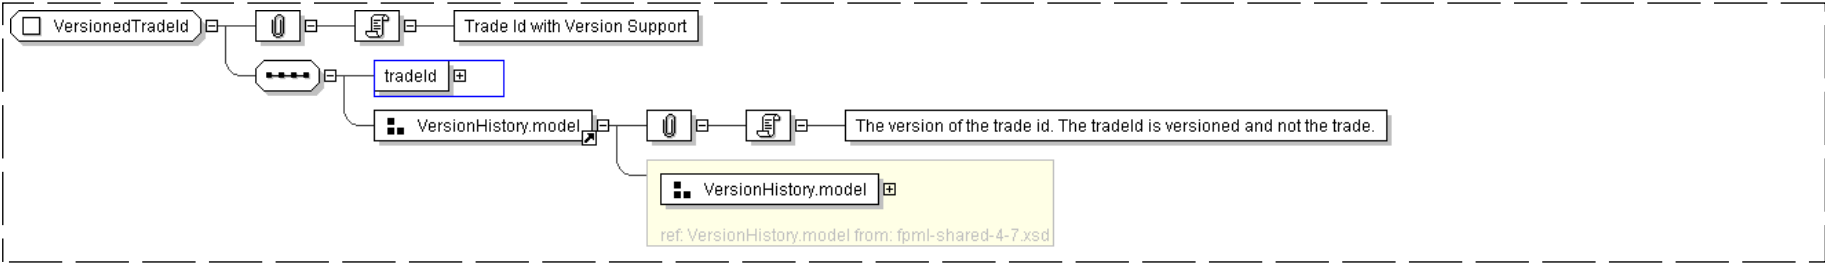 VersionedTradeId
Trade Id with Version Support
tradeId
VersionHistory.model
The version of the trade id. The tradeId is versioned and not the trade.
VersionHistory.model
ref: VersionHistory.model from: fpml-shared-4-7.xsd